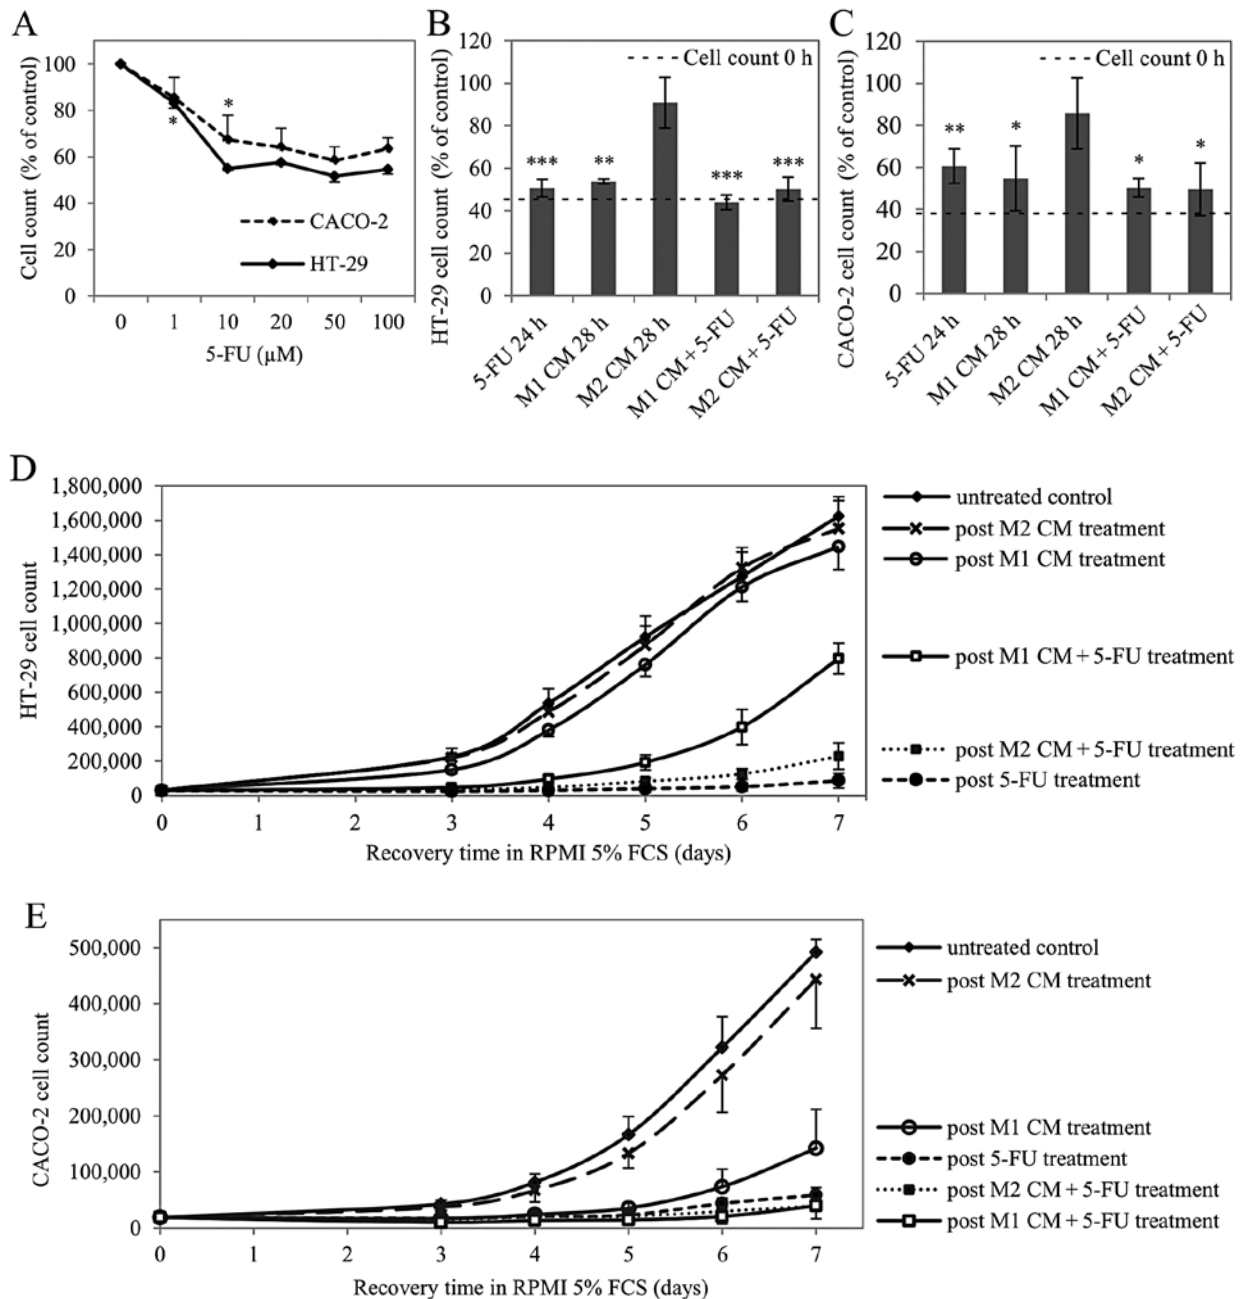 A
Cell count (% of control)
100
80
60
40
20
0
CACO-2
HT-29
0 1 10 20 50 100
5-FU (µM)
*
*
B
HT-29 cell count (% of control)
120
100
80
60
40
20
0
Cell count 0 h
*** ** *** ***
5-FU 24 h
M1 CM 28 h
M2 CM 28 h
M1 CM + 5-FU
M2 CM + 5-FU
C
CACO-2 cell count (% of control)
120
100
80
60
40
20
0
Cell count 0 h
** * * *
5-FU 24 h
M1 CM 28 h
M2 CM 28 h
M1 CM + 5-FU
M2 CM + 5-FU
D
HT-29 cell count
1,800,000
1,600,000
1,400,000
1,200,000
1,000,000
800,000
600,000
400,000
200,000
0
0 1 2 3 4 5 6 7
Recovery time in RPMI 5% FCS (days)
untreated control
post M2 CM treatment
post M1 CM treatment
post M1 CM + 5-FU treatment
post M2 CM + 5-FU treatment
post 5-FU treatment
E
CACO-2 cell count
500,000
400,000
300,000
200,000
100,000
0
0 1 2 3 4 5 6 7
Recovery time in RPMI 5% FCS (days)
untreated control
post M2 CM treatment
post M1 CM treatment
post 5-FU treatment
post M2 CM + 5-FU treatment
post M1 CM + 5-FU treatment